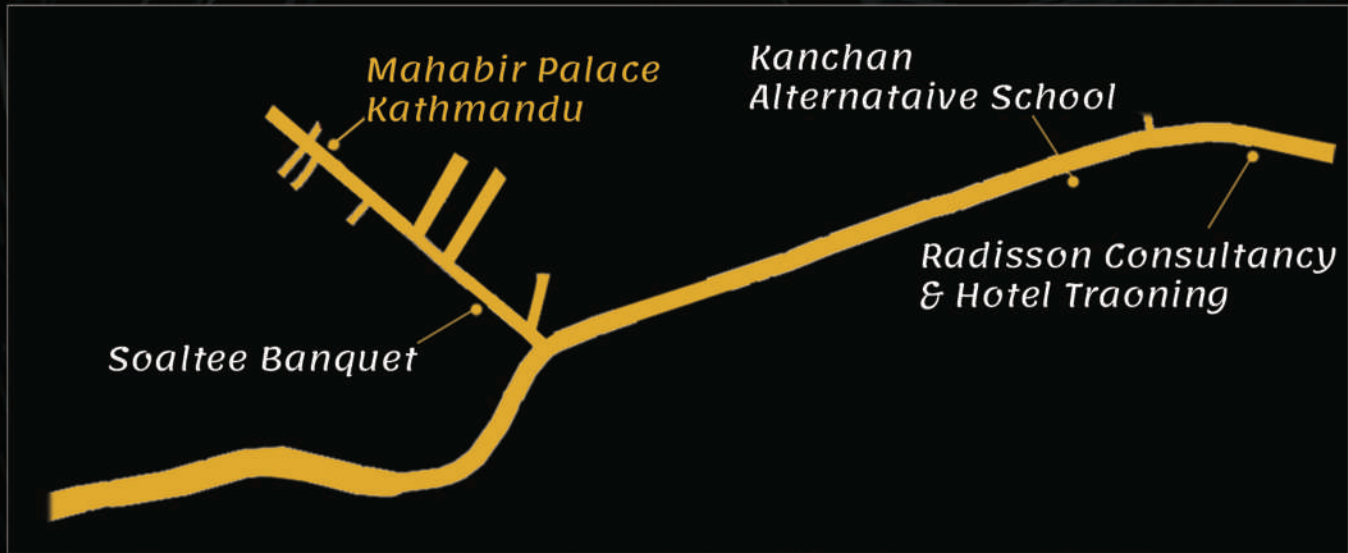 Mahabir Palace
Kathmandu
Kanchan
Alternataive School
Radisson Consultancy
& Hotel Traoning
Soaltee Banquet